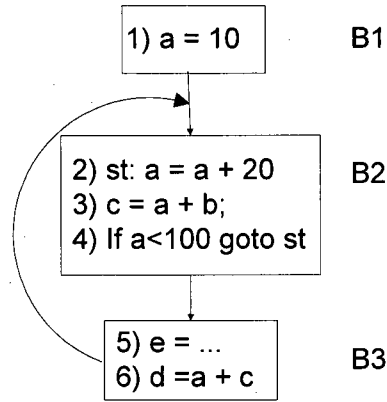 1) a = 10 B1
2) st: a = a + 20 B2
3) c = a + b;
4) If a<100 goto st
5) e = ...
6) d =a + c B3